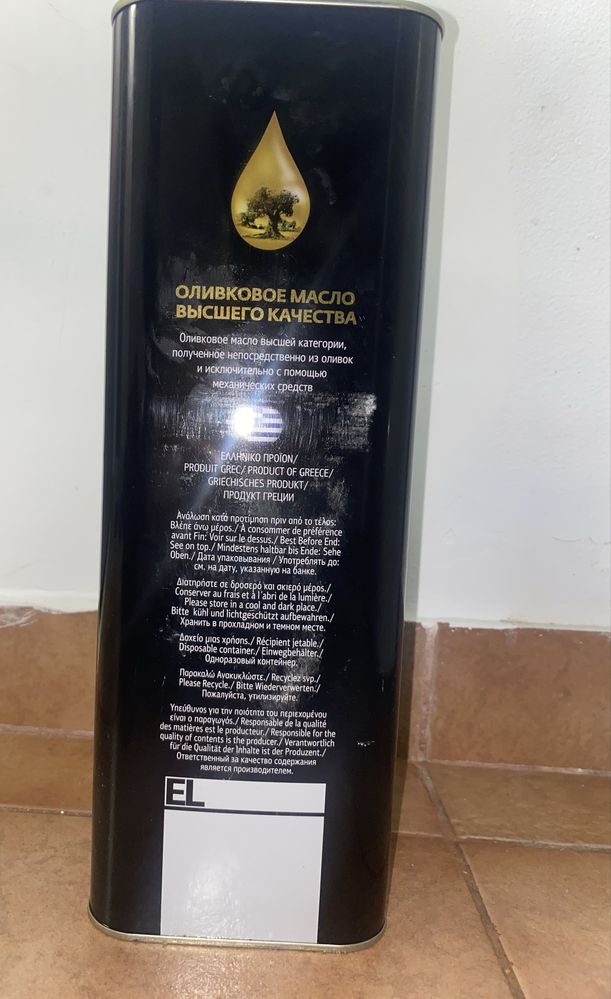 ОЛИВКОВОЕ МАСЛО
ВЫСШЕГО КАЧЕСТВА
Оливковое масло высшей категории,
полученное непосредственно из оливок
и исключительно с помощью
механических средств
ΕΛΛΗΝΙΚΟ ΠΡΟΪΟΝ/
PRODUIT GREC/ PRODUCT OF GREECE/
GRIECHISCHES PRODUKT/
ПРОДУКТ ГРЕЦИИ
Ανάλωση κατά προτίμηση πριν από το τέλος:
Βλέπε άνω μέρος./ À consommer de préférence
avant Fin: Voir sur le dessus./ Best Before End:
See on top./ Mindestens haltbar bis Ende: Sehe
Oben./ Дата упаковывания / Употреблять до:
см. на дату, указанную на банке.
Διατηρήστε σε δροσερό και σκιερό μέρος./
Conserver au frais et à l'abri de la lumière./
Please store in a cool and dark place./
Bitte kühl und lichtgeschützt aufbewahren./
Хранить в прохладном и темном месте.
Δοχείο μιας χρήσης./ Récipient jetable./
Disposable container./ Einwegbehälter./
Одноразовый контейнер.
Παρακαλώ Ανακυκλώστε./ Recyclez svp./
Please Recycle./ Bitte Wiederverwerten./
Пожалуйста, утилизируйте.
Υπεύθυνος για την ποιότητα του περιεχομένου
είναι ο παραγωγός./ Responsable de la qualité
des matières est le producteur./ Responsible for the
quality of contents is the producer./ Verantwortlich
für die Qualität der Inhalte ist der Produzent./
Ответственный за качество содержания
является производителем.
EL